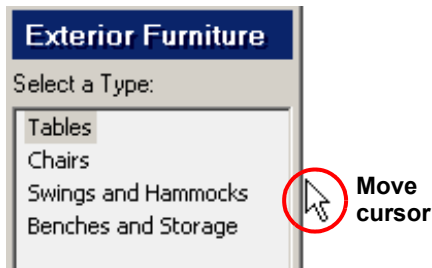 Exterior Furniture
Select a Type:
Tables
Chairs
Swings and Hammocks
Benches and Storage
Move
cursor